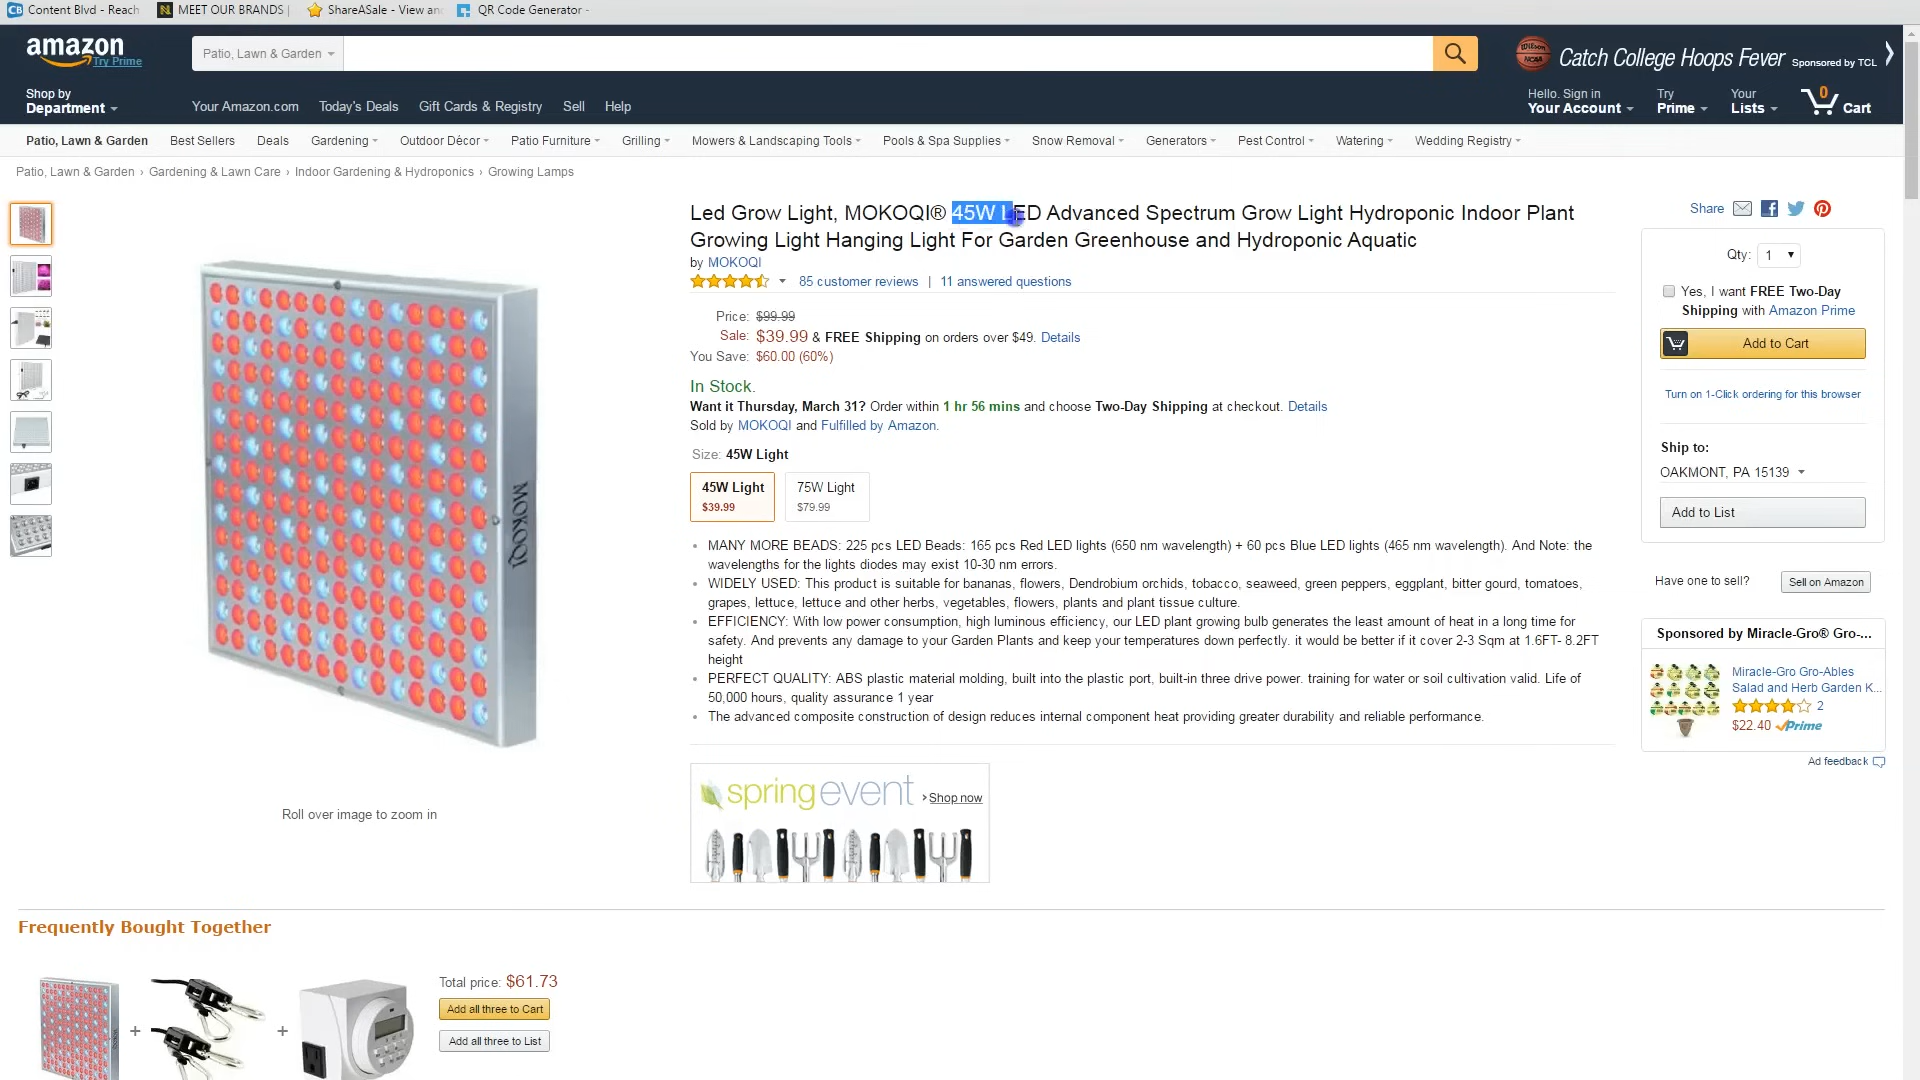 Content Blvd - Reach
MEET OUR BRANDS |
ShareASale - View an
QR Code Generator -
amazon
Try Prime
Patio, Lawn & Garden
Wilson NCAA
Catch College Hoops Fever Sponsored by TCL
Shop by
Department
Your Amazon.com Today's Deals Gift Cards & Registry Sell Help
Hello. Sign in
Your Account
Try
Prime
Your
Lists
0
Cart
Patio, Lawn & Garden Best Sellers Deals Gardening Outdoor Décor Patio Furniture Grilling Mowers & Landscaping Tools Pools & Spa Supplies Snow Removal Generators Pest Control Watering Wedding Registry
Patio, Lawn & Garden › Gardening & Lawn Care › Indoor Gardening & Hydroponics › Growing Lamps
MOKOQI
Roll over image to zoom in
Led Grow Light, MOKOQI® 45W LED Advanced Spectrum Grow Light Hydroponic Indoor Plant
Growing Light Hanging Light For Garden Greenhouse and Hydroponic Aquatic
by MOKOQI
85 customer reviews | 11 answered questions
Price: $99.99
Sale: $39.99 & FREE Shipping on orders over $49. Details
You Save: $60.00 (60%)
In Stock.
Want it Thursday, March 31? Order within 1 hr 56 mins and choose Two-Day Shipping at checkout. Details
Sold by MOKOQI and Fulfilled by Amazon.
Size: 45W Light
45W Light
$39.99
75W Light
$79.99
• MANY MORE BEADS: 225 pcs LED Beads: 165 pcs Red LED lights (650 nm wavelength) + 60 pcs Blue LED lights (465 nm wavelength). And Note: the
wavelengths for the lights diodes may exist 10-30 nm errors.
• WIDELY USED: This product is suitable for bananas, flowers, Dendrobium orchids, tobacco, seaweed, green peppers, eggplant, bitter gourd, tomatoes,
grapes, lettuce, lettuce and other herbs, vegetables, flowers, plants and plant tissue culture.
• EFFICIENCY: With low power consumption, high luminous efficiency, our LED plant growing bulb generates the least amount of heat in a long time for
safety. And prevents any damage to your Garden Plants and keep your temperatures down perfectly. it would be better if it cover 2-3 Sqm at 1.6FT- 8.2FT
height
• PERFECT QUALITY: ABS plastic material molding, built into the plastic port, built-in three drive power. training for water or soil cultivation valid. Life of
50,000 hours, quality assurance 1 year
• The advanced composite construction of design reduces internal component heat providing greater durability and reliable performance.
spring event › Shop now
Share
Qty: 1
Yes, I want FREE Two-Day
Shipping with Amazon Prime
Add to Cart
Turn on 1-Click ordering for this browser
Ship to:
OAKMONT, PA 15139
Add to List
Have one to sell? Sell on Amazon
Sponsored by Miracle-Gro® Gro-...
Miracle-Gro Gro-Ables
Salad and Herb Garden K...
2
$22.40 Prime
Ad feedback
Frequently Bought Together
+
+
Total price: $61.73
Add all three to Cart
Add all three to List